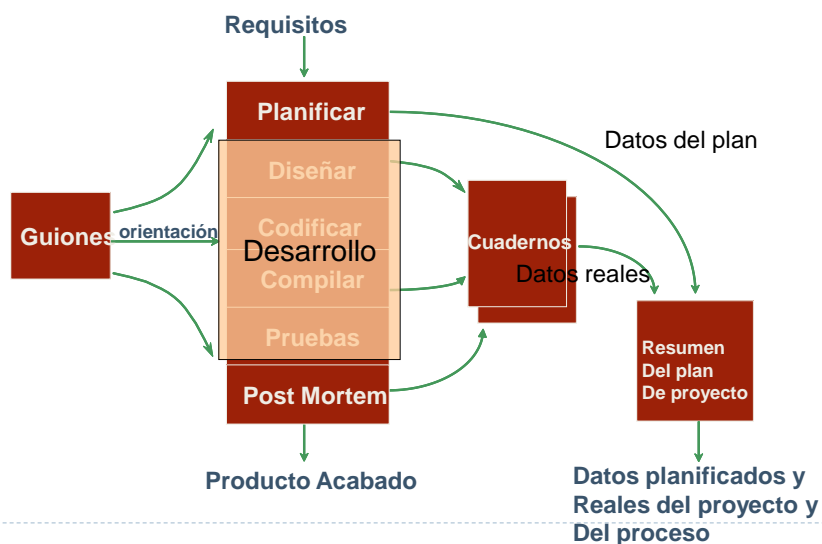 Requisitos
Planificar
Datos del plan
Diseñar
Guiones
orientación
Codificar
Desarrollo
Cuadernos
Compilar
Datos reales
Pruebas
Resumen
Del plan
De proyecto
Post Mortem
Producto Acabado
Datos planificados y
Reales del proyecto y
Del proceso